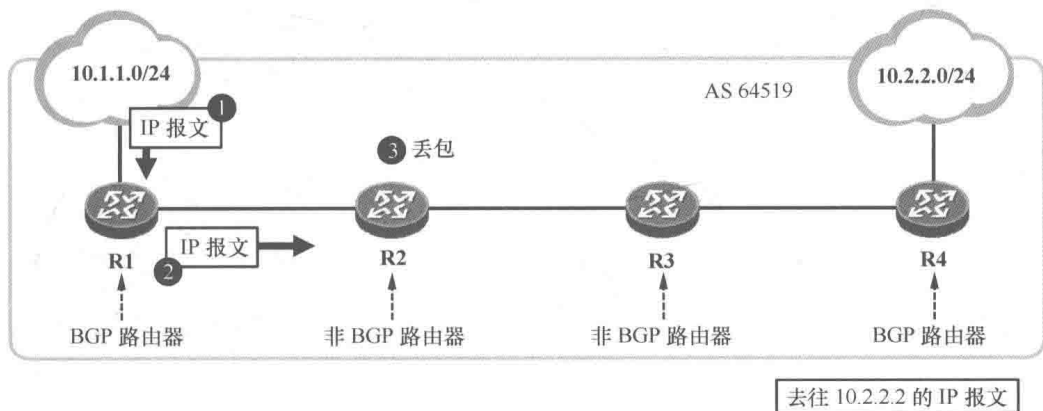 10.1.1.0/24
10.2.2.0/24
AS 64519
1
IP 报文
3 丢包
IP 报文
2
R1
R2
R3
R4
BGP 路由器
非 BGP 路由器
非 BGP 路由器
BGP 路由器
去往 10.2.2.2 的 IP 报文